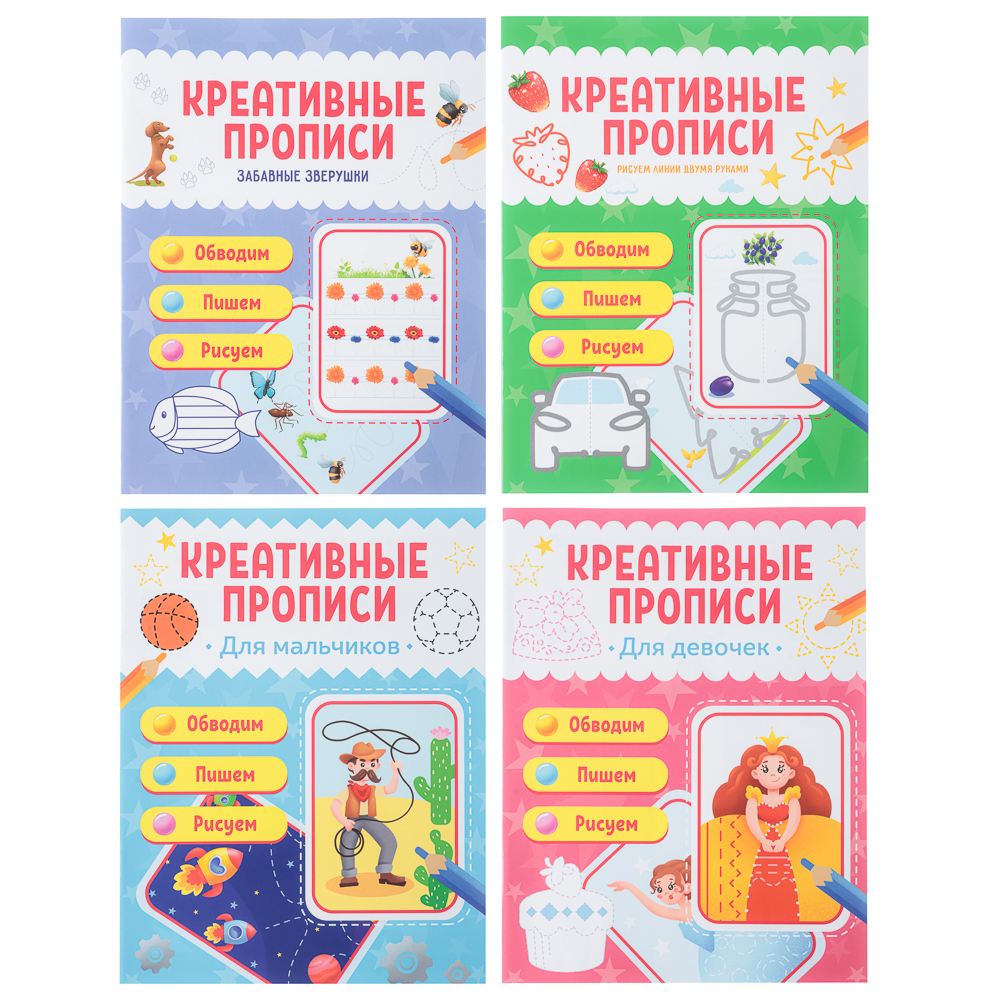 КРЕАТИВНЫЕ
ПРОПИСИ
ЗАБАВНЫЕ ЗВЕРУШКИ
Обводим
Пишем
Рисуем
КРЕАТИВНЫЕ
ПРОПИСИ
РИСУЕМ ЛИНИИ ДВУМЯ РУКАМИ
Обводим
Пишем
Рисуем
КРЕАТИВНЫЕ
ПРОПИСИ
• Для мальчиков •
Обводим
Пишем
Рисуем
КРЕАТИВНЫЕ
ПРОПИСИ
• Для девочек •
Обводим
Пишем
Рисуем